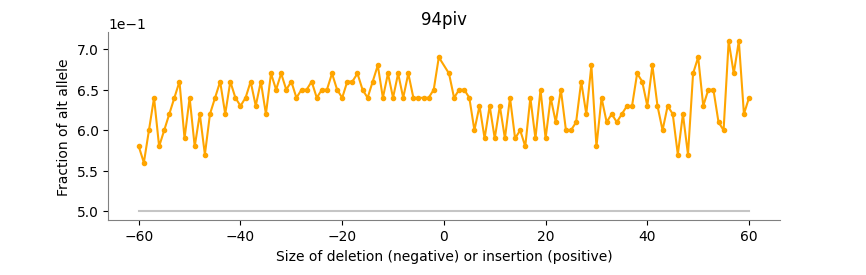 94piv
1e−1
Fraction of alt allele
7.0
6.5
6.0
5.5
5.0
−60 −40 −20 0 20 40 60
Size of deletion (negative) or insertion (positive)